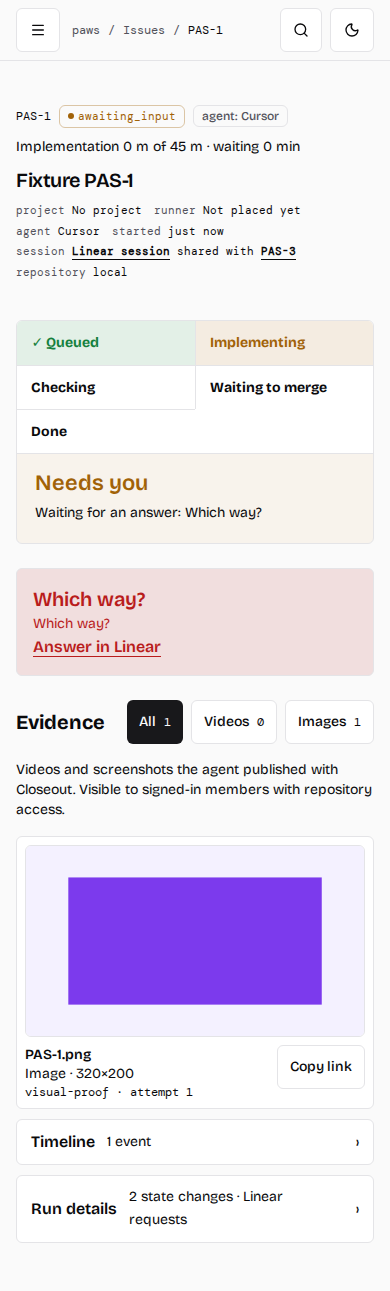 paws / Issues / PAS-1
PAS-1 awaiting_input agent: Cursor
Implementation 0 m of 45 m · waiting 0 min
Fixture PAS-1
project No project runner Not placed yet
agent Cursor started just now
session Linear session shared with PAS-3
repository local
✓ Queued Implementing
Checking Waiting to merge
Done
Needs you
Waiting for an answer: Which way?
Which way?
Which way?
Answer in Linear
Evidence All 1 Videos 0 Images 1
Videos and screenshots the agent published with
Closeout. Visible to signed-in members with repository
access.
PAS-1.png
Image · 320×200
visual-proof · attempt 1
Copy link
Timeline 1 event ›
Run details 2 state changes · Linear
requests ›